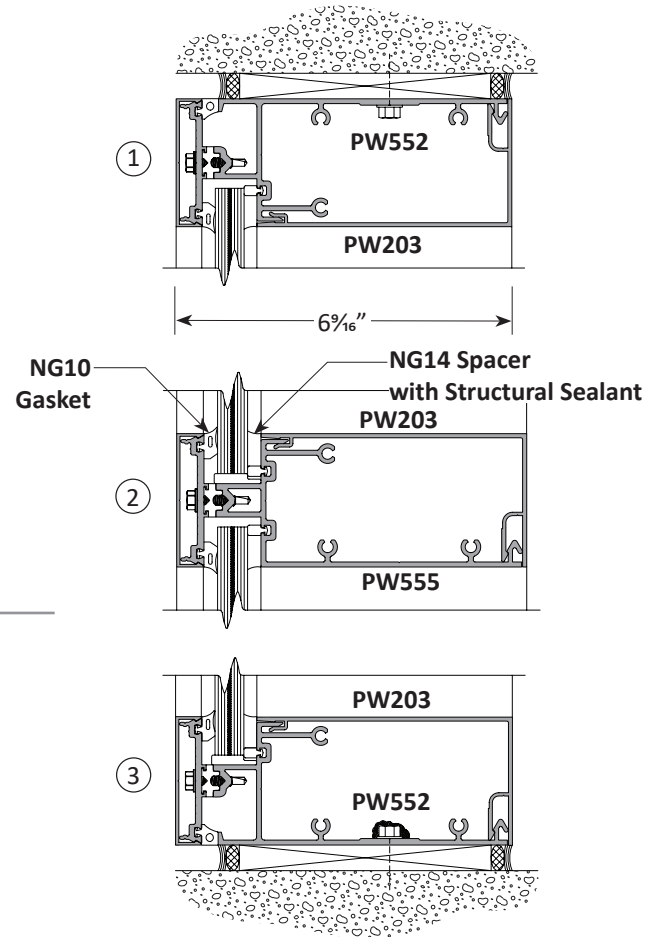 PW552
1
PW203
6⁹⁄₁₆”
NG10
Gasket
NG14 Spacer
with Structural Sealant
PW203
2
PW555
PW203
3
PW552